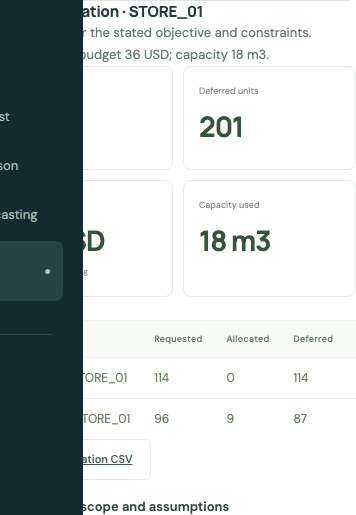 ation · STORE_01
r the stated objective and constraints.
budget 36 USD; capacity 18 m3.
Deferred units
201
st
son
Capacity used
casting
SD
18 m3
g
Requested Allocated Deferred
TORE_01 114 0 114
TORE_01 96 9 87
ation CSV
scope and assumptions